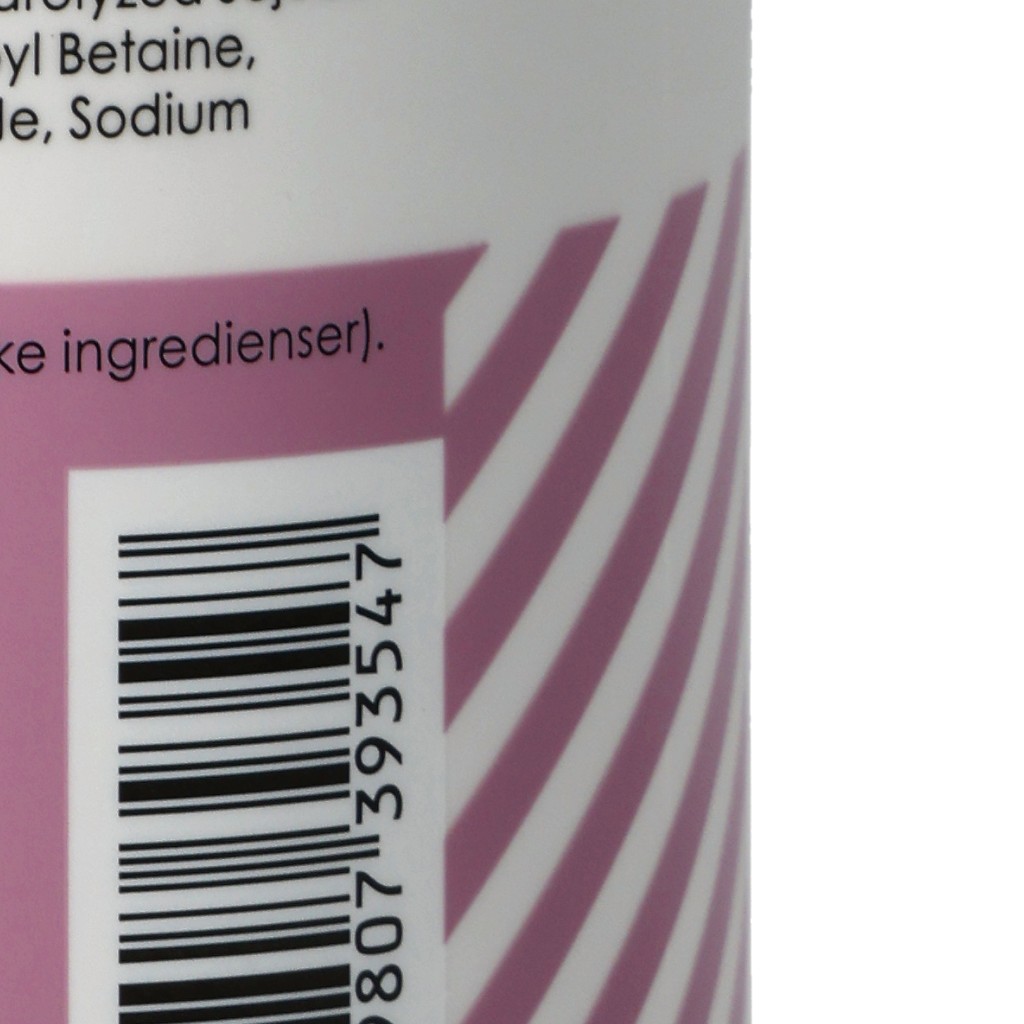 yl Betaine,
le, Sodium
ke ingredienser).
807 393547